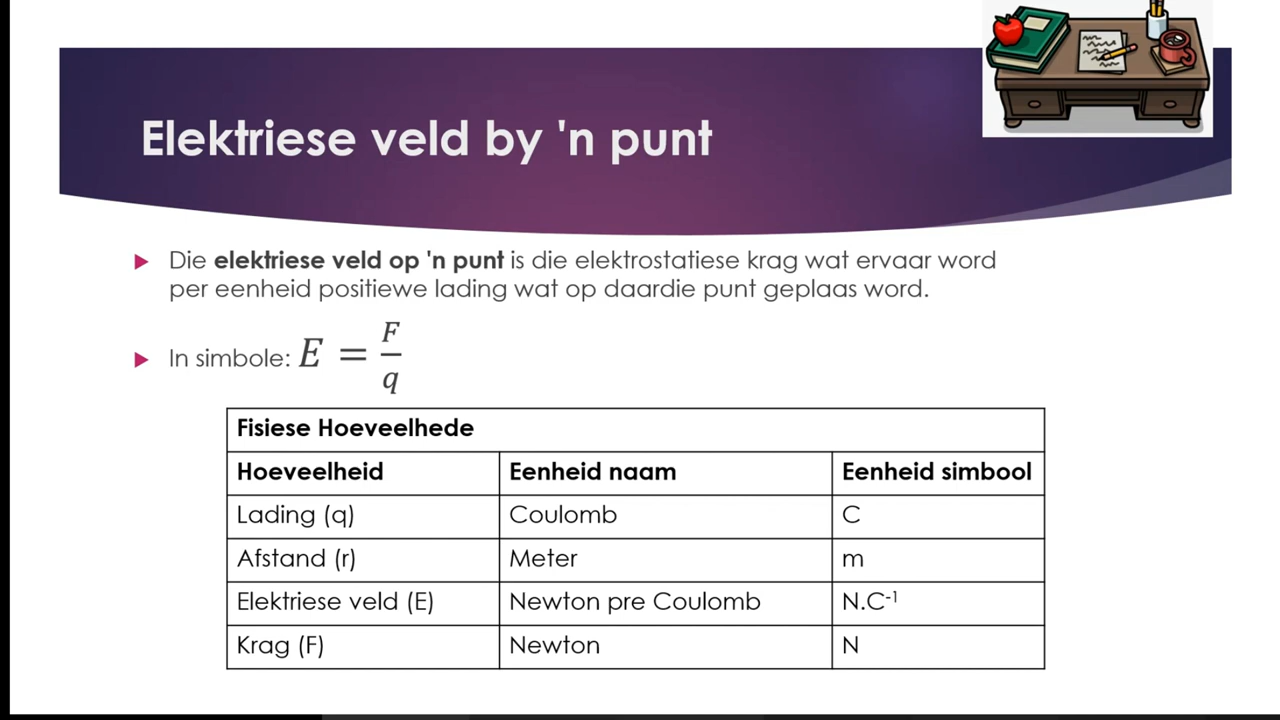 Elektriese veld by 'n punt
Die elektriese veld op 'n punt is die elektrostatiese krag wat ervaar word
per eenheid positiewe lading wat op daardie punt geplaas word.
In simbole: E = F/q
Fisiese Hoeveelhede
Hoeveelheid Eenheid naam Eenheid simbool
Lading (q) Coulomb C
Afstand (r) Meter m
Elektriese veld (E) Newton pre Coulomb N.C⁻¹
Krag (F) Newton N